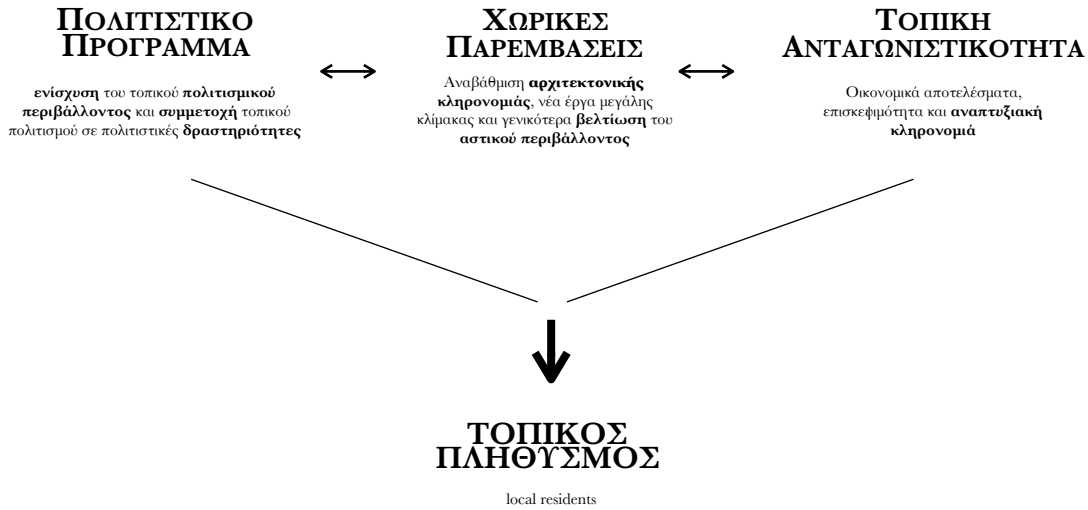 ΠΟΛΙΤΙΣΤΙΚΟ
ΠΡΟΓΡΑΜΜΑ
ενίσχυση του τοπικού πολιτισμικού
περιβάλλοντος και συμμετοχή τοπικού
πολιτισμού σε πολιτιστικές δραστηριότητες
ΧΩΡΙΚΕΣ
ΠΑΡΕΜΒΑΣΕΙΣ
Αναβάθμιση αρχιτεκτονικής
κληρονομιάς, νέα έργα μεγάλης
κλίμακας και γενικότερα βελτίωση του
αστικού περιβάλλοντος
ΤΟΠΙΚΗ
ΑΝΤΑΓΩΝΙΣΤΙΚΟΤΗΤΑ
Οικονομικά αποτελέσματα,
επισκεψιμότητα και αναπτυξιακή
κληρονομιά
ΤΟΠΙΚΟΣ
ΠΛΗΘΥΣΜΟΣ
local residents